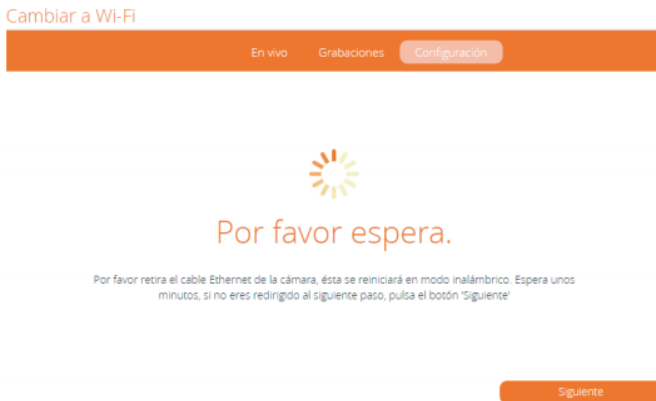 Cambiar a Wi-Fi
En vivo Grabaciones Configuración
Por favor espera.
Por favor retira el cable Ethernet de la cámara, ésta se reiniciará en modo inalámbrico. Espera unos
minutos, si no eres redirigido al siguiente paso, pulsa el botón 'Siguiente'
Siguiente